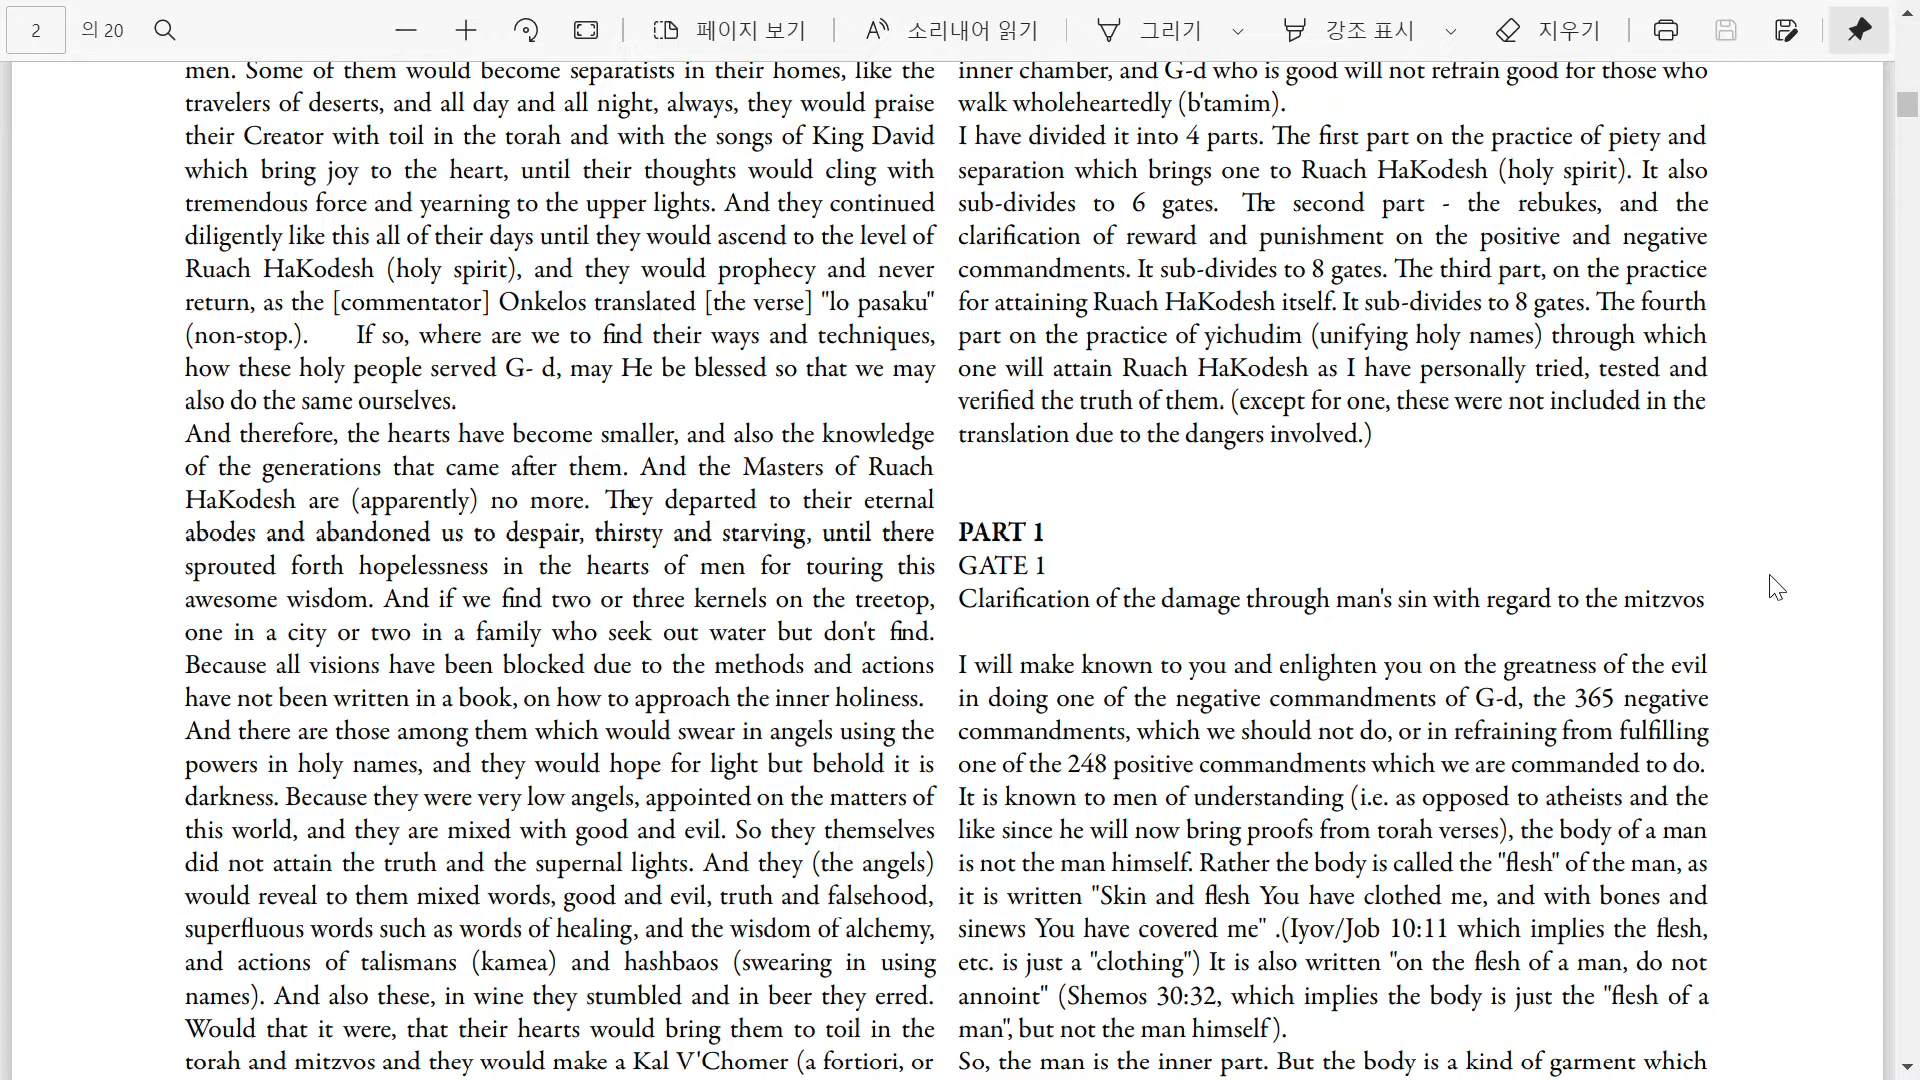 2 의 20 페이지 보기 소리내어 읽기 그리기 강조 표시 지우기
men. Some of them would become separatists in their homes, like the
travelers of deserts, and all day and all night, always, they would praise
their Creator with toil in the torah and with the songs of King David
which bring joy to the heart, until their thoughts would cling with
tremendous force and yearning to the upper lights. And they continued
diligently like this all of their days until they would ascend to the level of
Ruach HaKodesh (holy spirit), and they would prophecy and never
return, as the [commentator] Onkelos translated [the verse] "lo pasaku"
(non-stop.). If so, where are we to find their ways and techniques,
how these holy people served G- d, may He be blessed so that we may
also do the same ourselves.
And therefore, the hearts have become smaller, and also the knowledge
of the generations that came after them. And the Masters of Ruach
HaKodesh are (apparently) no more. They departed to their eternal
abodes and abandoned us to despair, thirsty and starving, until there
sprouted forth hopelessness in the hearts of men for touring this
awesome wisdom. And if we find two or three kernels on the treetop,
one in a city or two in a family who seek out water but don't find.
Because all visions have been blocked due to the methods and actions
have not been written in a book, on how to approach the inner holiness.
And there are those among them which would swear in angels using the
powers in holy names, and they would hope for light but behold it is
darkness. Because they were very low angels, appointed on the matters of
this world, and they are mixed with good and evil. So they themselves
did not attain the truth and the supernal lights. And they (the angels)
would reveal to them mixed words, good and evil, truth and falsehood,
superfluous words such as words of healing, and the wisdom of alchemy,
and actions of talismans (kamea) and hashbaos (swearing in using
names). And also these, in wine they stumbled and in beer they erred.
Would that it were, that their hearts would bring them to toil in the
torah and mitzvos and they would make a Kal V'Chomer (a fortiori, or
inner chamber, and G-d who is good will not refrain good for those who
walk wholeheartedly (b'tamim).
I have divided it into 4 parts. The first part on the practice of piety and
separation which brings one to Ruach HaKodesh (holy spirit). It also
sub-divides to 6 gates. The second part - the rebukes, and the
clarification of reward and punishment on the positive and negative
commandments. It sub-divides to 8 gates. The third part, on the practice
for attaining Ruach HaKodesh itself. It sub-divides to 8 gates. The fourth
part on the practice of yichudim (unifying holy names) through which
one will attain Ruach HaKodesh as I have personally tried, tested and
verified the truth of them. (except for one, these were not included in the
translation due to the dangers involved.)
PART 1
GATE 1
Clarification of the damage through man's sin with regard to the mitzvos
I will make known to you and enlighten you on the greatness of the evil
in doing one of the negative commandments of G-d, the 365 negative
commandments, which we should not do, or in refraining from fulfilling
one of the 248 positive commandments which we are commanded to do.
It is known to men of understanding (i.e. as opposed to atheists and the
like since he will now bring proofs from torah verses), the body of a man
is not the man himself. Rather the body is called the "flesh" of the man, as
it is written "Skin and flesh You have clothed me, and with bones and
sinews You have covered me" .(Iyov/Job 10:11 which implies the flesh,
etc. is just a "clothing") It is also written "on the flesh of a man, do not
annoint" (Shemos 30:32, which implies the body is just the "flesh of a
man", but not the man himself).
So, the man is the inner part. But the body is a kind of garment which